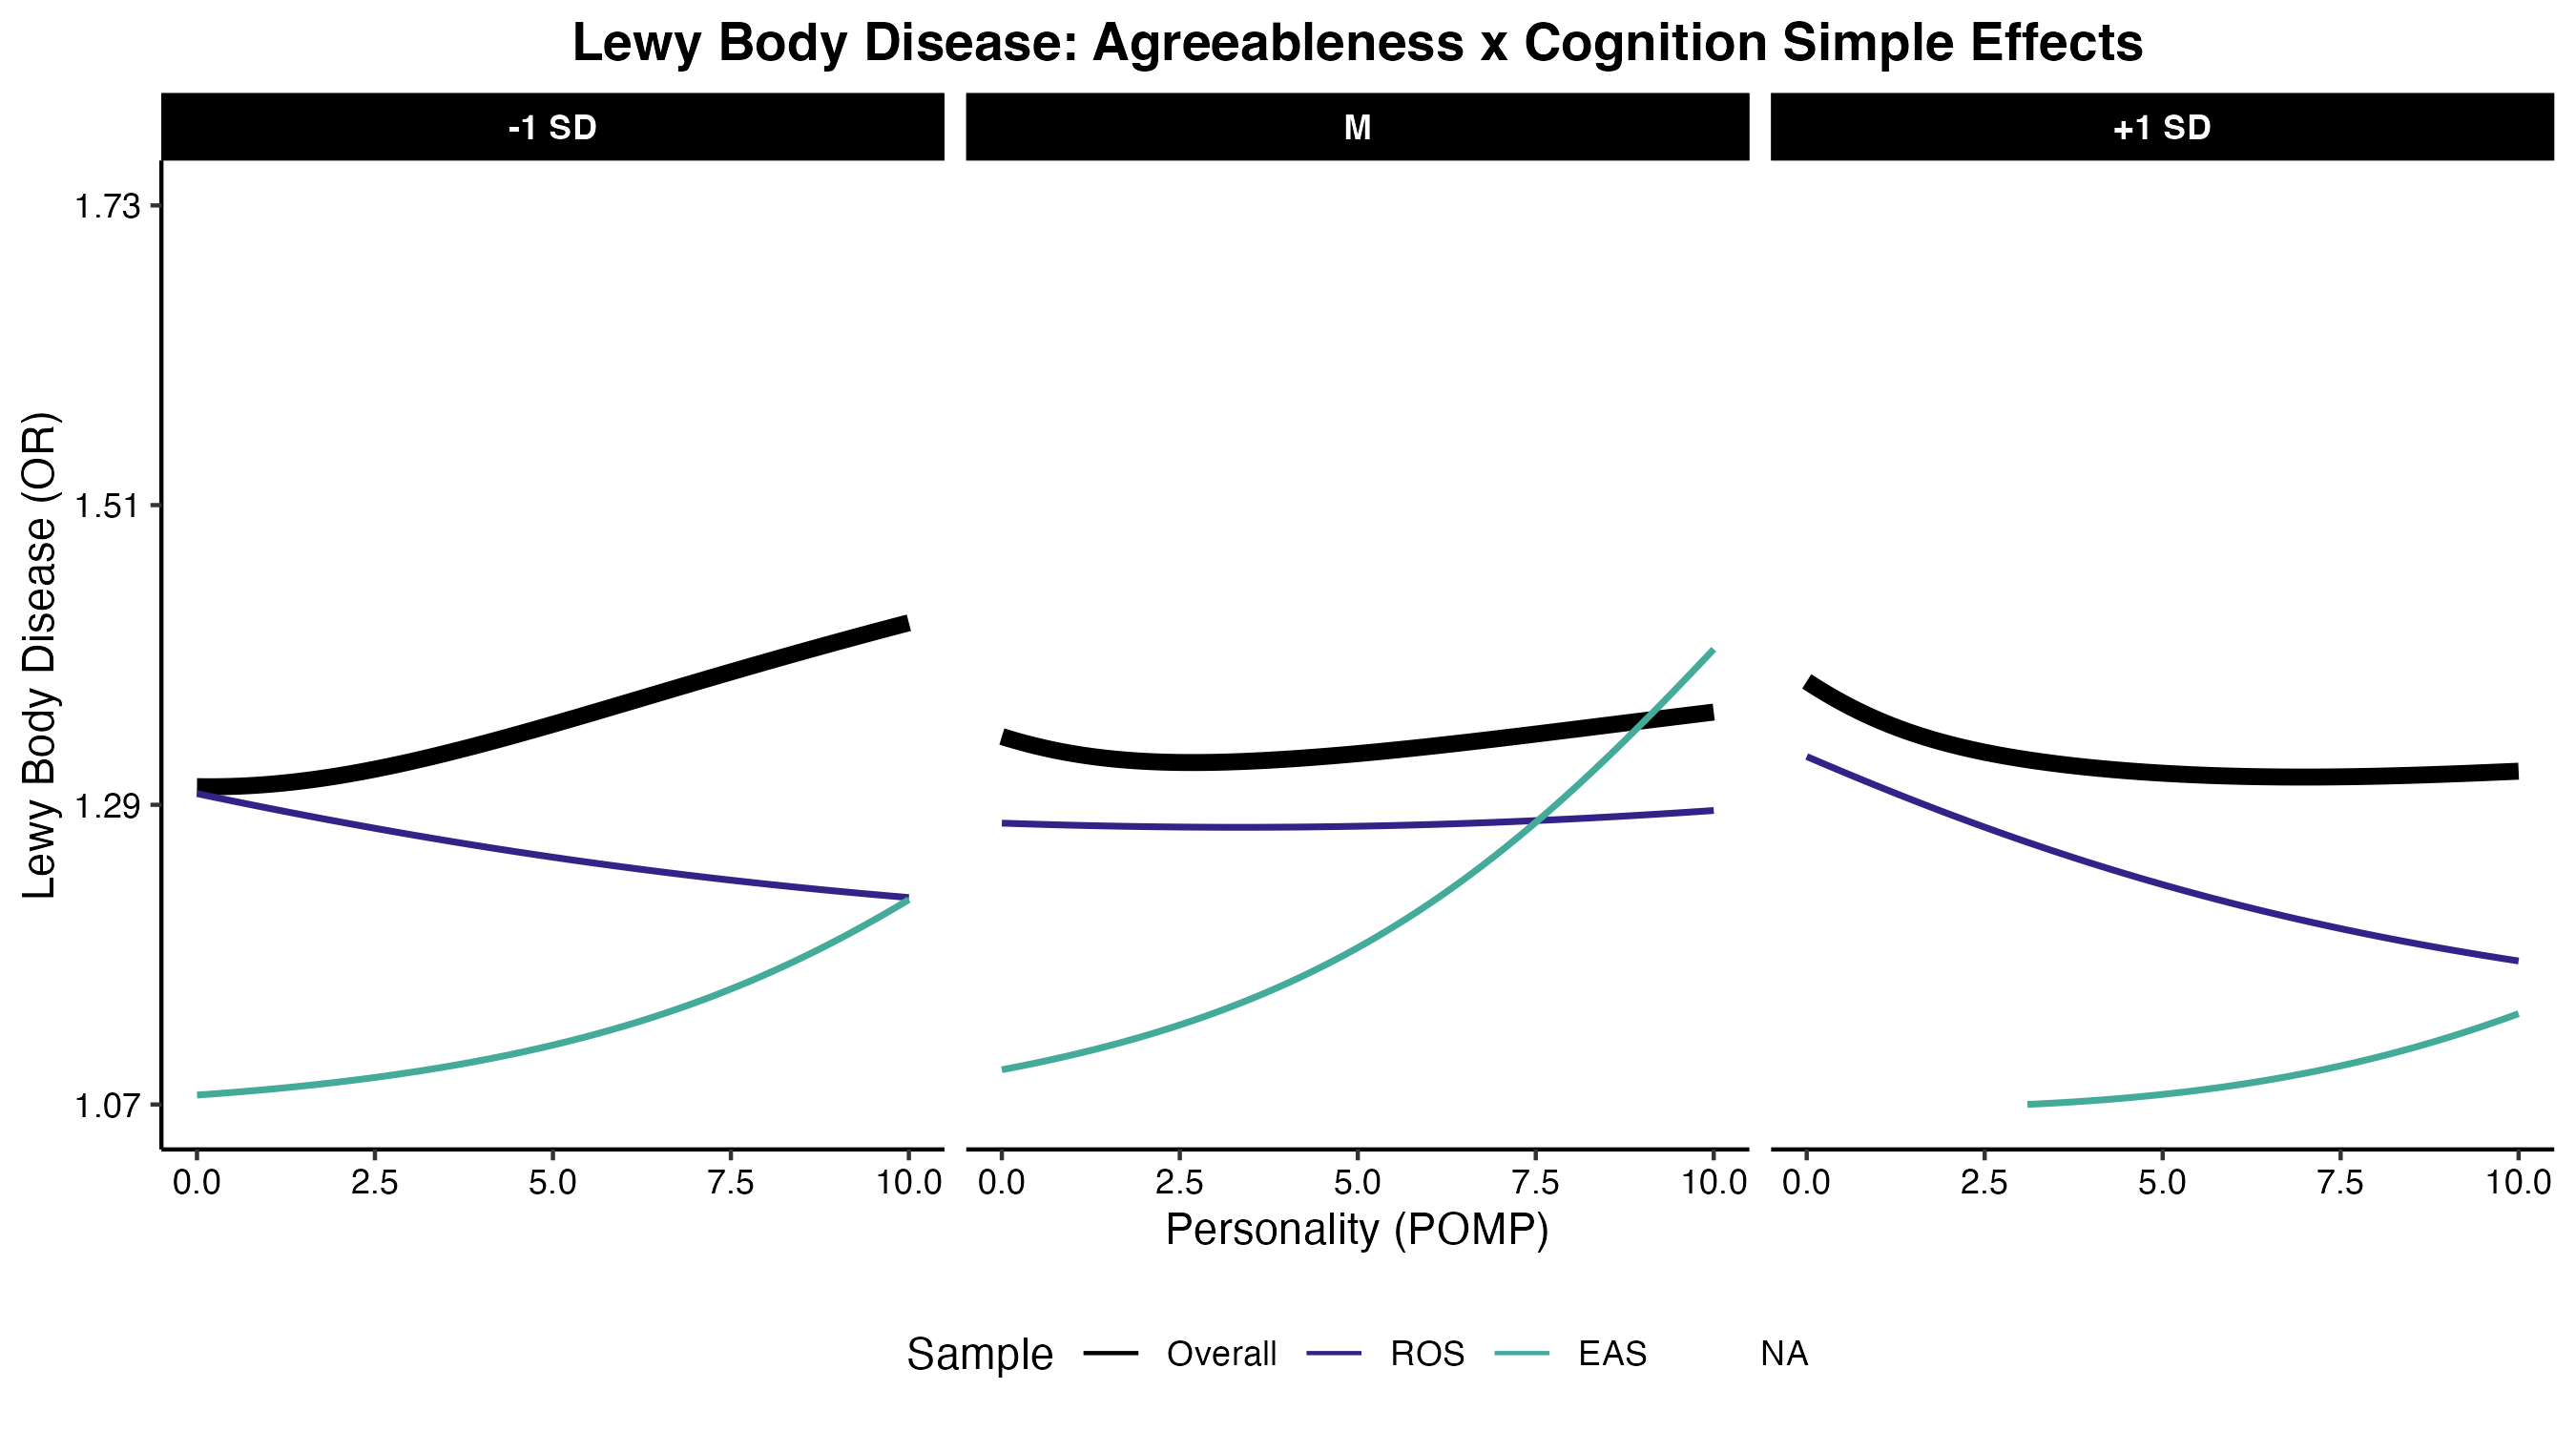 Lewy Body Disease: Agreeableness x Cognition Simple Effects
-1 SD
M
+1 SD
Lewy Body Disease (OR)
1.73
1.51
1.29
1.07
0.0 2.5 5.0 7.5 10.0
0.0 2.5 5.0 7.5 10.0
0.0 2.5 5.0 7.5 10.0
Personality (POMP)
Sample Overall ROS EAS NA